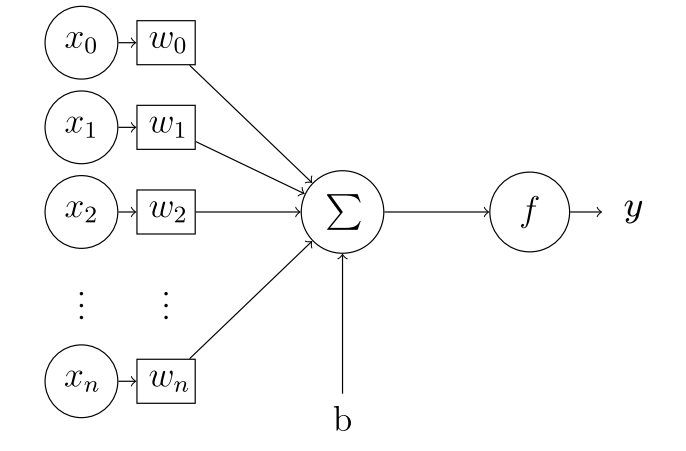 x₀ w₀
x₁ w₁
x₂ w₂ ∑ f y
⋮ ⋮
xₙ wₙ
b